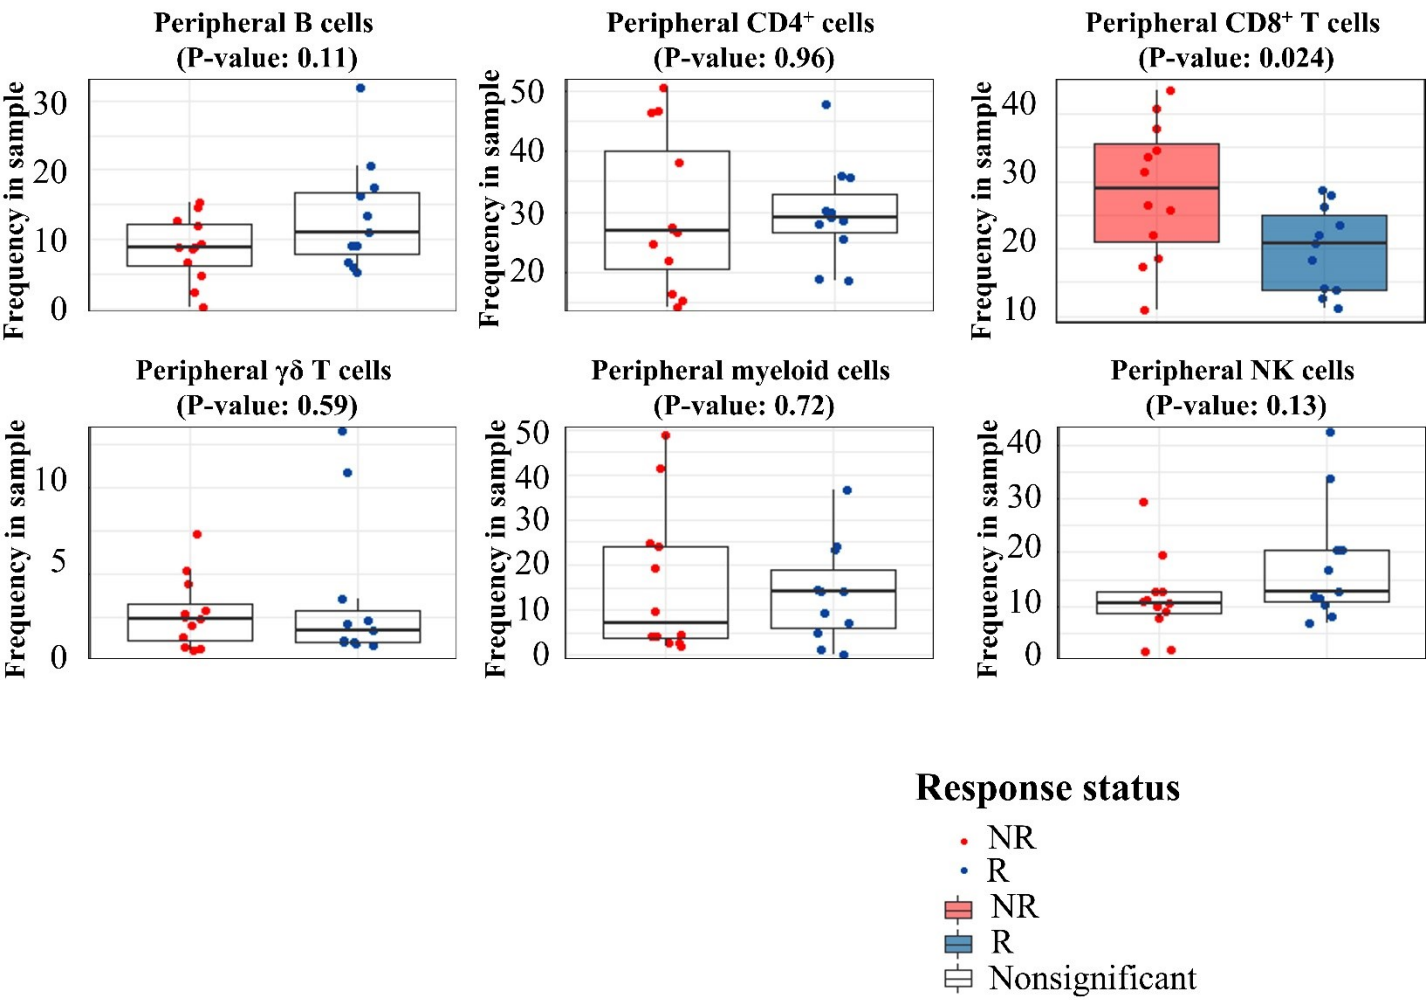 Peripheral B cells
(P-value: 0.11)
Frequency in sample
30
20
10
0
Peripheral CD4⁺ cells
(P-value: 0.96)
Frequency in sample
50
40
30
20
Peripheral CD8⁺ T cells
(P-value: 0.024)
Frequency in sample
40
30
20
10
Peripheral γδ T cells
(P-value: 0.59)
Frequency in sample
10
5
0
Peripheral myeloid cells
(P-value: 0.72)
Frequency in sample
50
40
30
20
10
0
Peripheral NK cells
(P-value: 0.13)
Frequency in sample
40
30
20
10
0
Response status
NR
R
NR
R
Nonsignificant